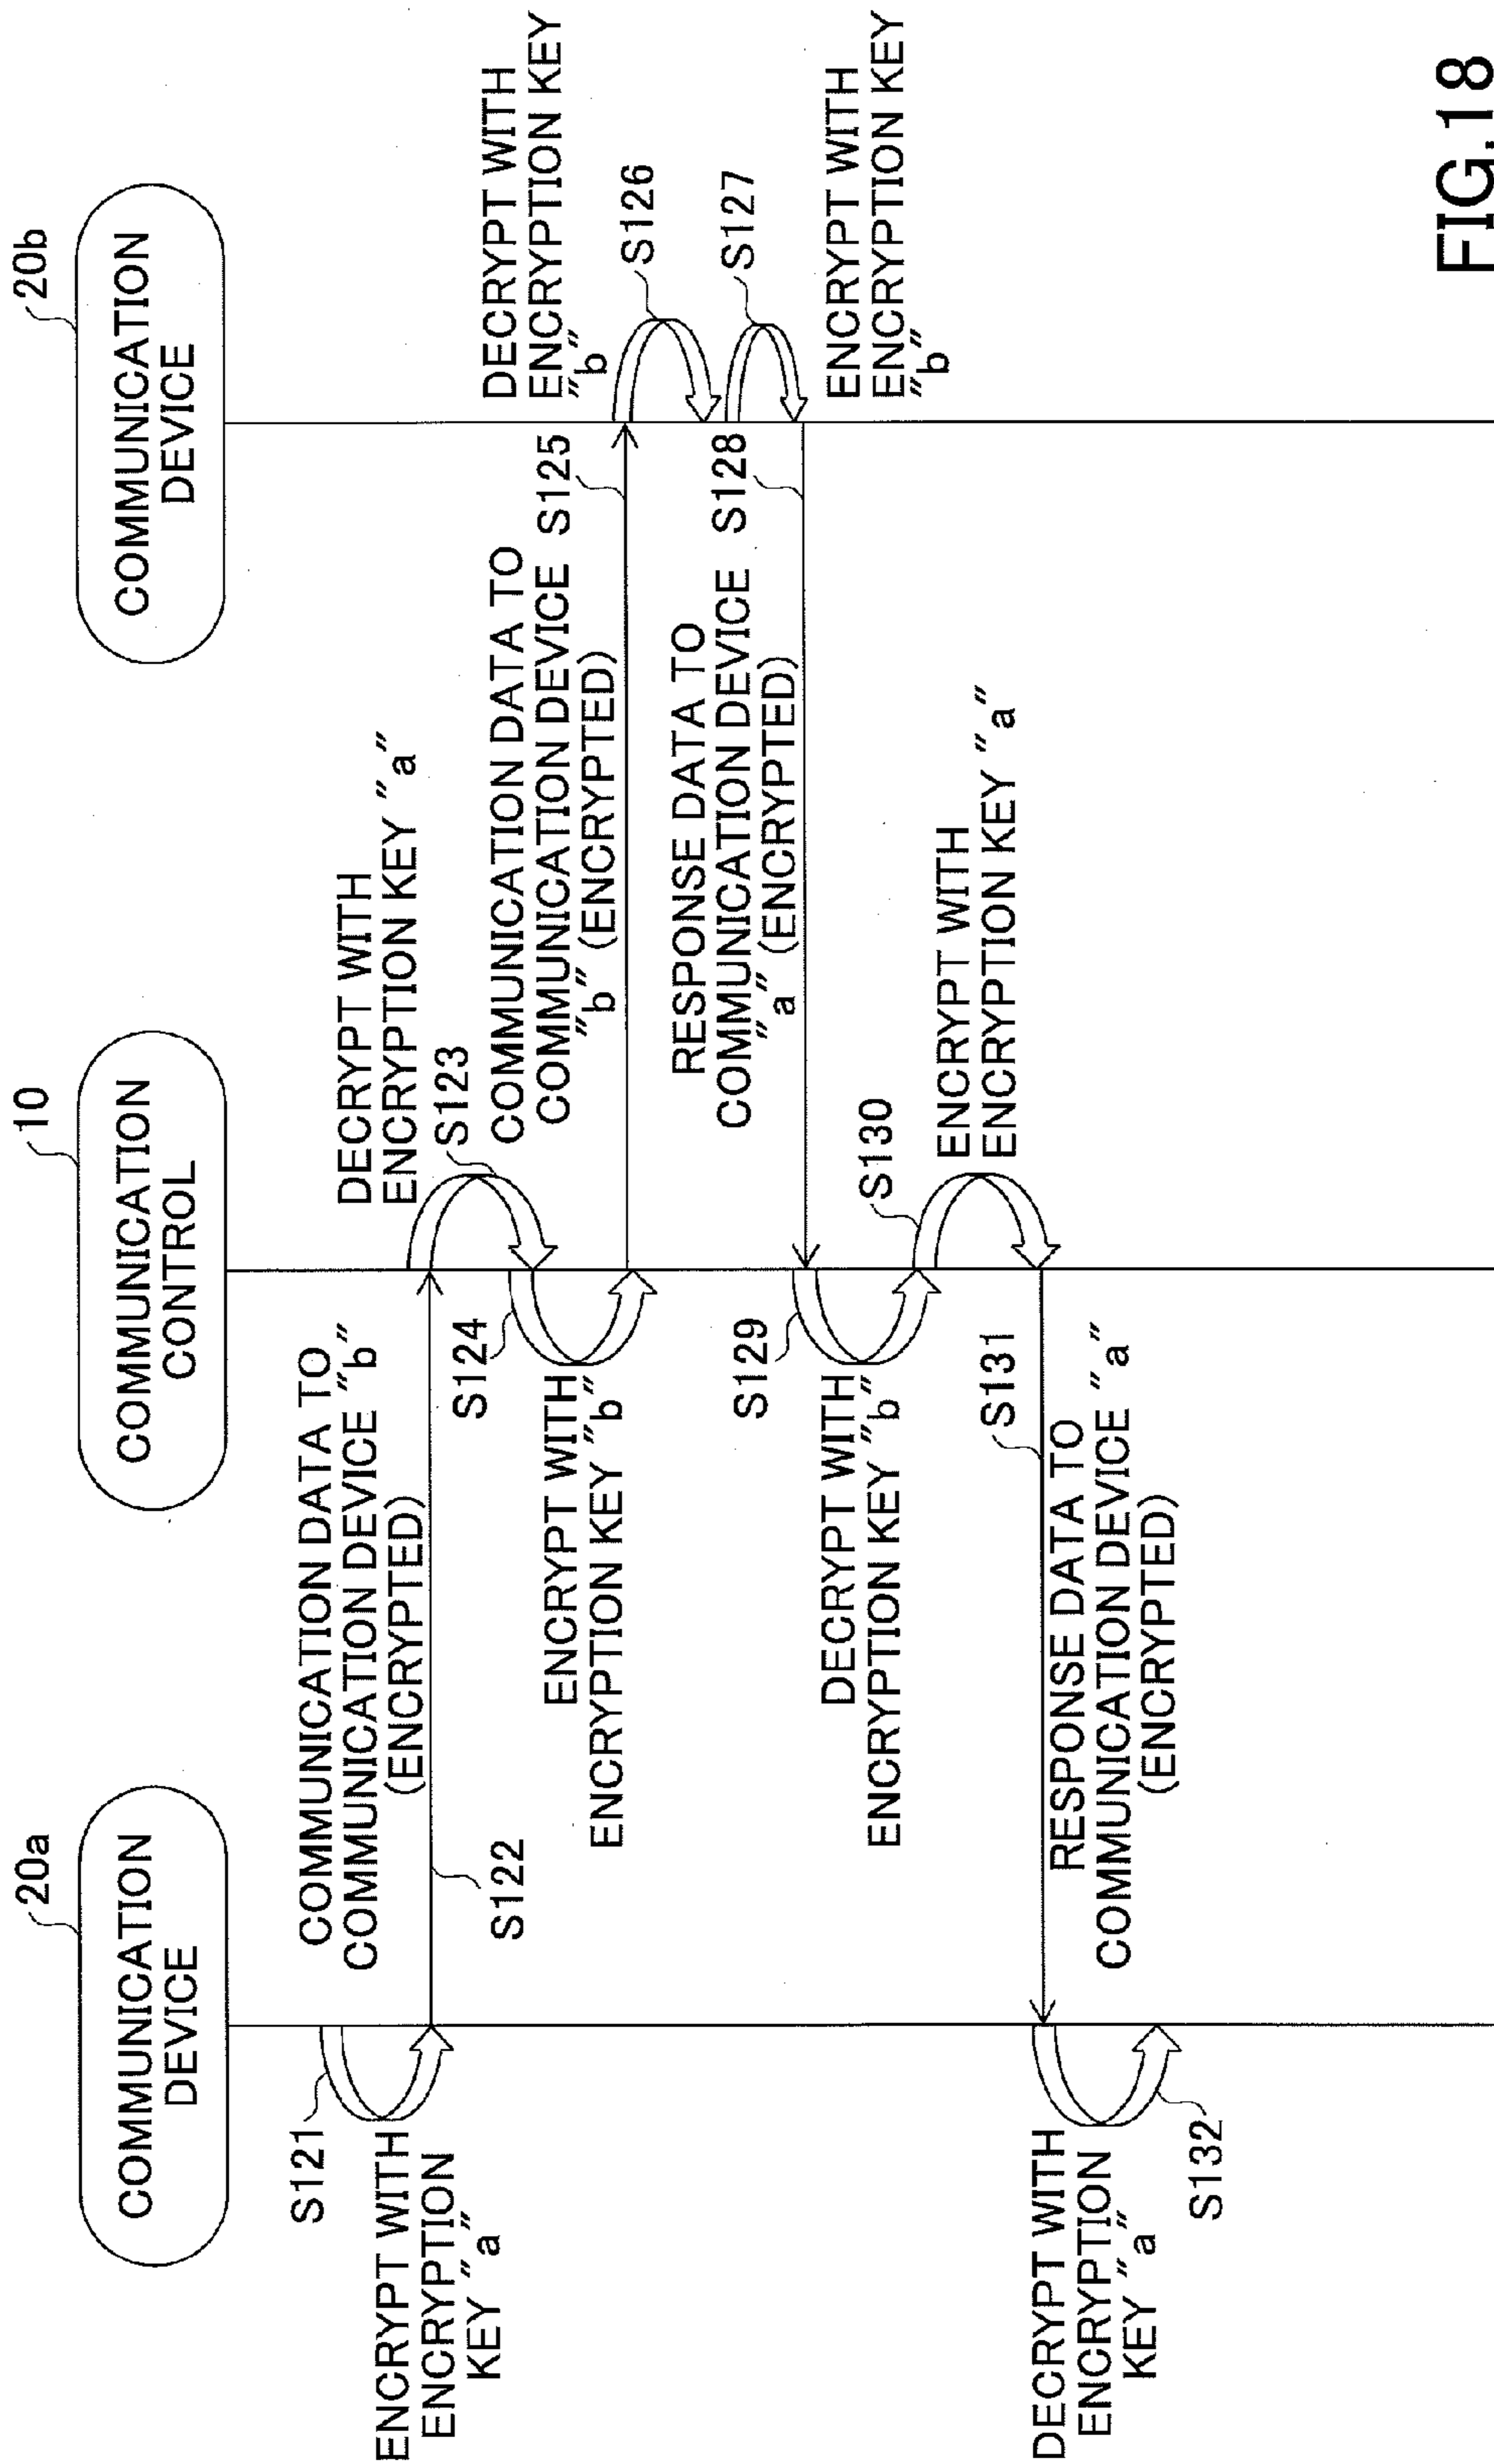 20a
COMMUNICATION
DEVICE
10
COMMUNICATION
CONTROL
20b
COMMUNICATION
DEVICE
S121
ENCRYPT WITH
ENCRYPTION
KEY "a"
COMMUNICATION DATA TO
COMMUNICATION DEVICE "b"
(ENCRYPTED)
S122
DECRYPT WITH
ENCRYPTION KEY "a"
S123
S124
ENCRYPT WITH
ENCRYPTION KEY "b"
COMMUNICATION DATA TO
COMMUNICATION DEVICE
"b" (ENCRYPTED)
S125
DECRYPT WITH
ENCRYPTION KEY
"b"
S126
S127
ENCRYPT WITH
ENCRYPTION KEY
"b"
RESPONSE DATA TO
COMMUNICATION DEVICE
"a" (ENCRYPTED)
S128
S129
DECRYPT WITH
ENCRYPTION KEY "b"
S130
ENCRYPT WITH
ENCRYPTION KEY "a"
S131
RESPONSE DATA TO
COMMUNICATION DEVICE "a"
(ENCRYPTED)
DECRYPT WITH
ENCRYPTION
KEY "a"
S132
FIG.18